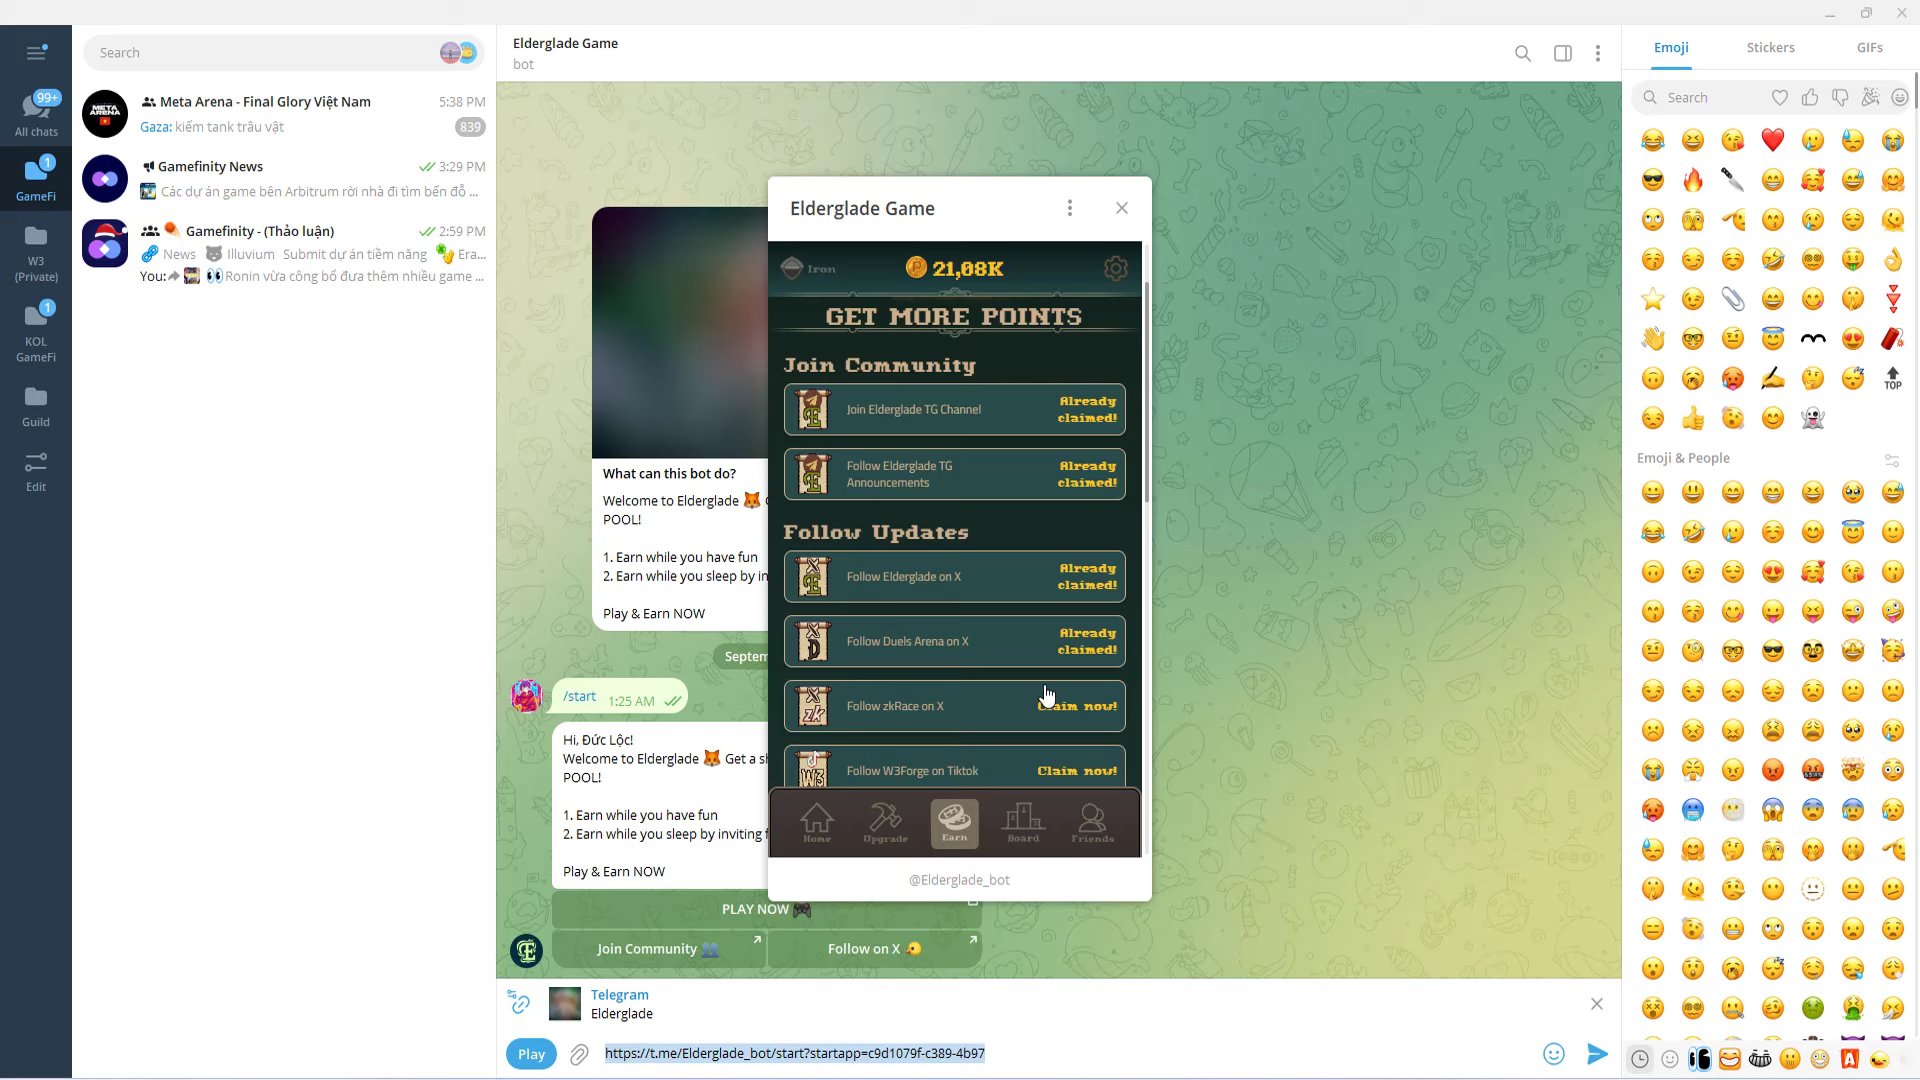 Search
99+
All chats
1
GameFi
W3
(Private)
1
KOL
GameFi
Guild
Edit
Meta Arena - Final Glory Việt Nam
5:38 PM
Gaza: kiếm tank trâu vật
839
Gamefinity News
3:29 PM
Các dự án game bên Arbitrum rời nhà đi tìm bến đỗ ...
Gamefinity - (Thảo luận)
2:59 PM
News Illuvium Submit dự án tiềm năng Era...
You: Ronin vừa công bố đưa thêm nhiều game ...
Elderglade Game
bot
What can this bot do?
Welcome to Elderglade
POOL!
1. Earn while you have fun
2. Earn while you sleep by in
Play & Earn NOW
Septem
/start
1:25 AM
Hi, Đức Lộc!
Welcome to Elderglade 🦊 Get a sh
POOL!
1. Earn while you have fun
2. Earn while you sleep by inviting f
Play & Earn NOW
PLAY NOW 🎮
Join Community 👥
Follow on X 🐤
Elderglade Game
Iron
21,08K
GET MORE POINTS
Join Community
Join Elderglade TG Channel
Already
claimed!
Follow Elderglade TG
Announcements
Already
claimed!
Follow Updates
Follow Elderglade on X
Already
claimed!
Follow Duels Arena on X
Already
claimed!
Follow zkRace on X
Claim now!
Follow W3Forge on Tiktok
Claim now!
Home
Upgrade
Earn
Board
Friends
@Elderglade_bot
Telegram
Elderglade
Play
https://t.me/Elderglade_bot/start?startapp=c9d1079f-c389-4b97
Emoji
Stickers
GIFs
Search
TOP
Emoji & People